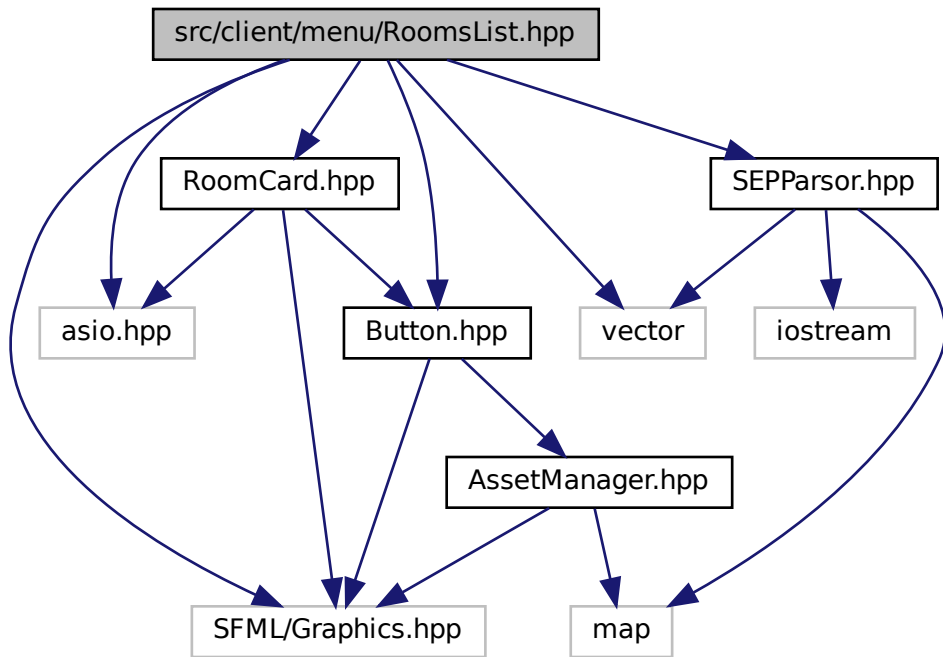 src/client/menu/RoomsList.hpp
RoomCard.hpp
SEPParsor.hpp
asio.hpp
Button.hpp
vector
iostream
AssetManager.hpp
SFML/Graphics.hpp
map